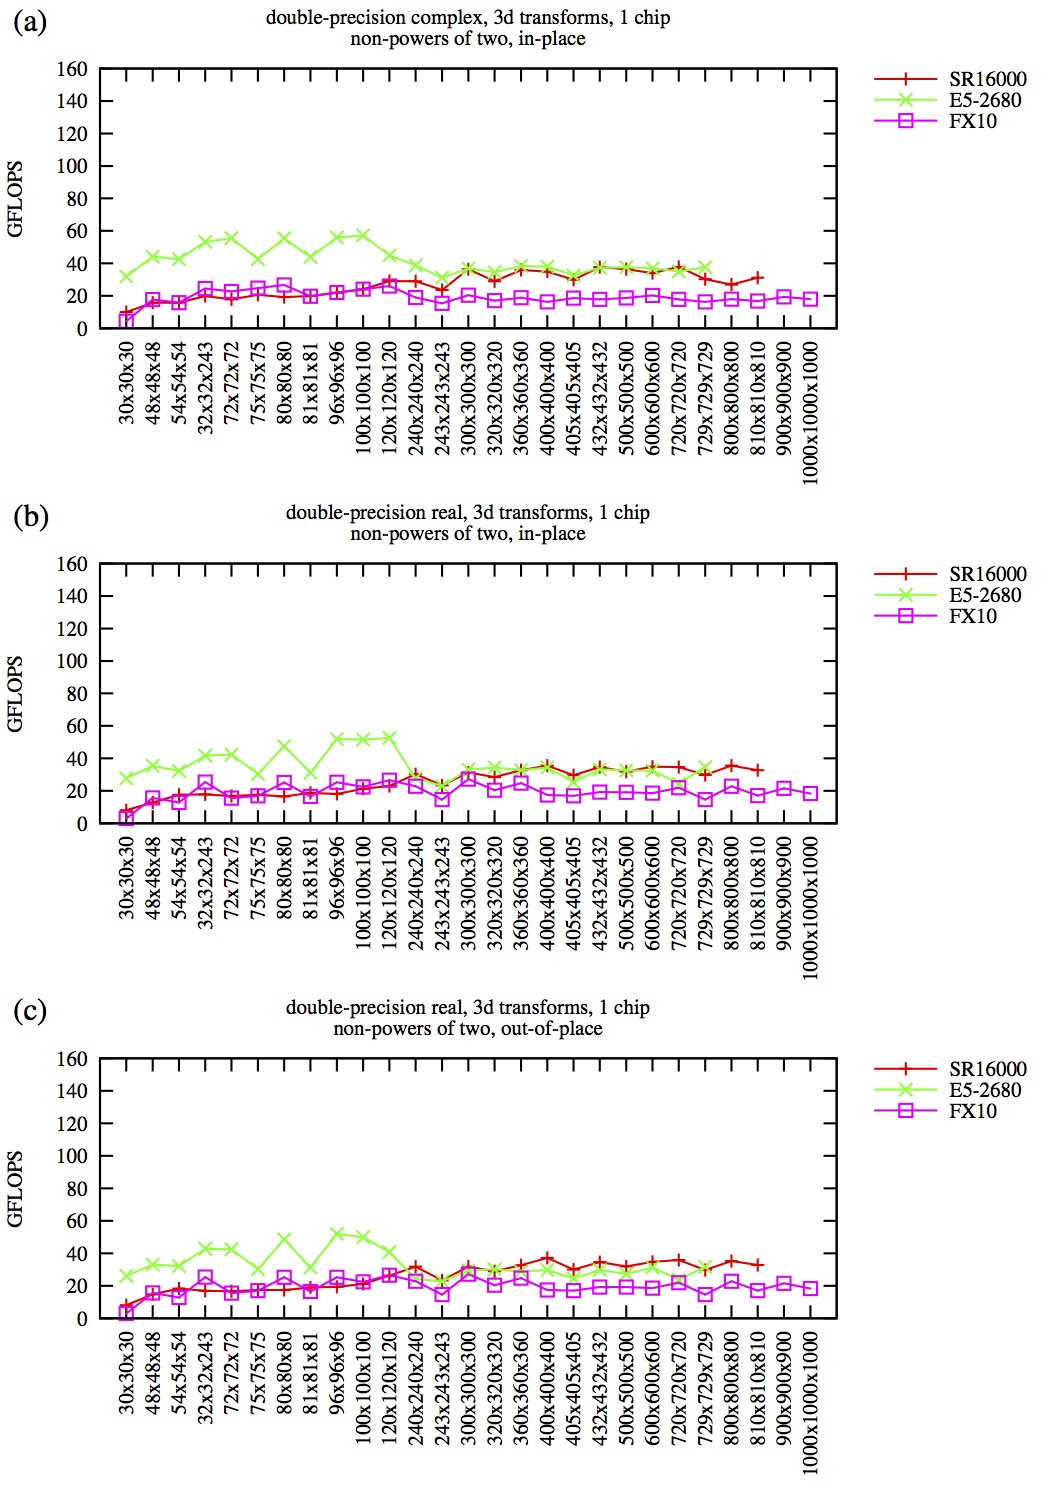 (a)
double-precision complex, 3d transforms, 1 chip
non-powers of two, in-place
SR16000
E5-2680
FX10
GFLOPS
160
140
120
100
80
60
40
20
0
30x30x30
48x48x48
54x54x54
32x32x243
72x72x72
75x75x75
80x80x80
81x81x81
96x96x96
100x100x100
120x120x120
240x240x240
243x243x243
300x300x300
320x320x320
360x360x360
400x400x400
405x405x405
432x432x432
500x500x500
600x600x600
720x720x720
729x729x729
800x800x800
810x810x810
900x900x900
1000x1000x1000
(b)
double-precision real, 3d transforms, 1 chip
non-powers of two, in-place
SR16000
E5-2680
FX10
GFLOPS
160
140
120
100
80
60
40
20
0
30x30x30
48x48x48
54x54x54
32x32x243
72x72x72
75x75x75
80x80x80
81x81x81
96x96x96
100x100x100
120x120x120
240x240x240
243x243x243
300x300x300
320x320x320
360x360x360
400x400x400
405x405x405
432x432x432
500x500x500
600x600x600
720x720x720
729x729x729
800x800x800
810x810x810
900x900x900
1000x1000x1000
(c)
double-precision real, 3d transforms, 1 chip
non-powers of two, out-of-place
SR16000
E5-2680
FX10
GFLOPS
160
140
120
100
80
60
40
20
0
30x30x30
48x48x48
54x54x54
32x32x243
72x72x72
75x75x75
80x80x80
81x81x81
96x96x96
100x100x100
120x120x120
240x240x240
243x243x243
300x300x300
320x320x320
360x360x360
400x400x400
405x405x405
432x432x432
500x500x500
600x600x600
720x720x720
729x729x729
800x800x800
810x810x810
900x900x900
1000x1000x1000